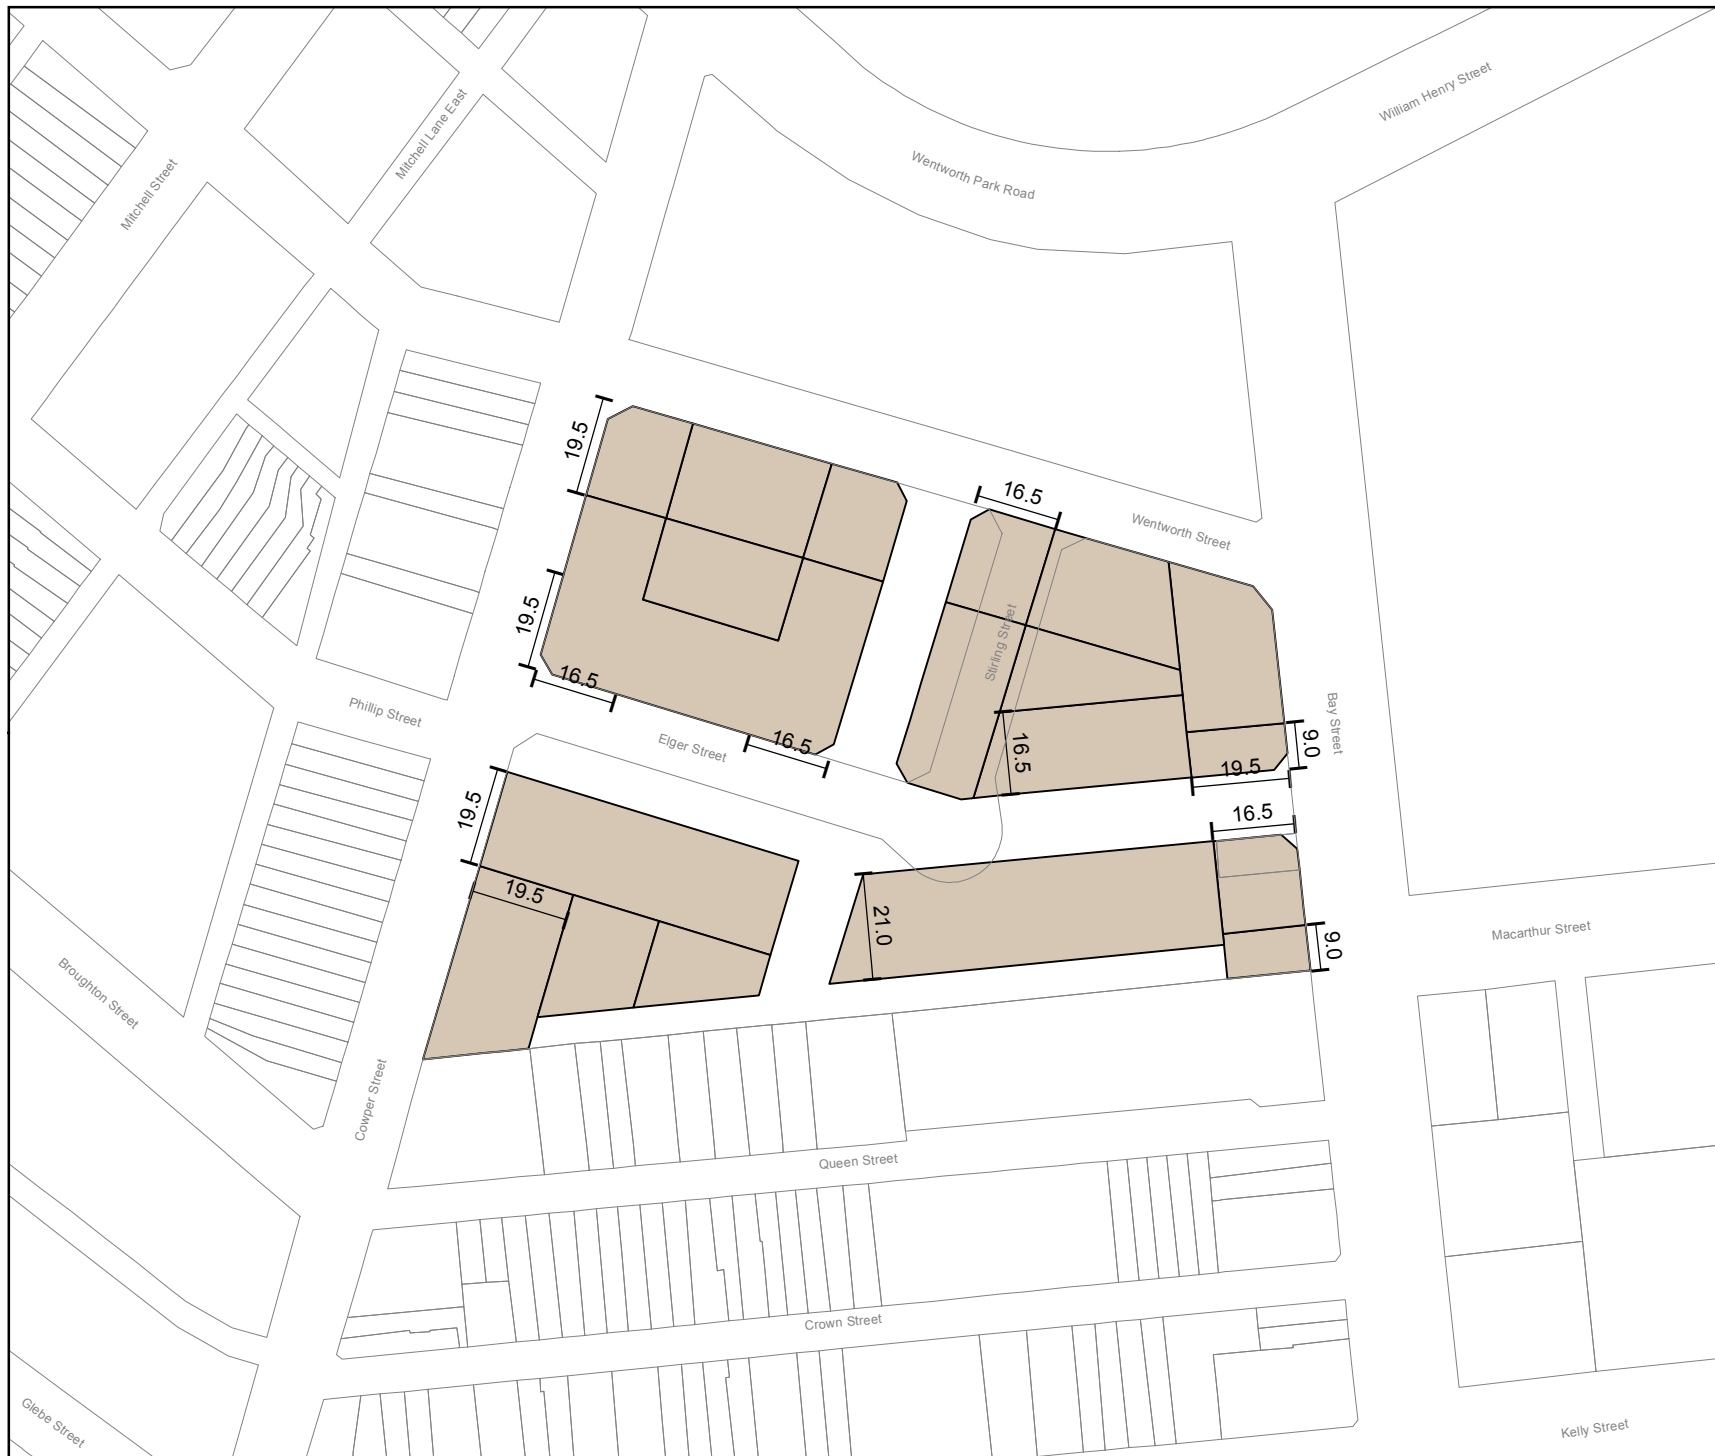 William Henry Street
Mitchell Lane East
Mitchell Street
Wentworth Park Road
19.5
16.5
Wentworth Street
19.5
Stirling Street
16.5
Phillip Street
Elger Street
16.5
16.5
Bay Street
9.0
19.5
19.5
16.5
19.5
21.0
9.0
Macarthur Street
Broughton Street
Cowper Street
Queen Street
Crown Street
Glebe Street
Kelly Street